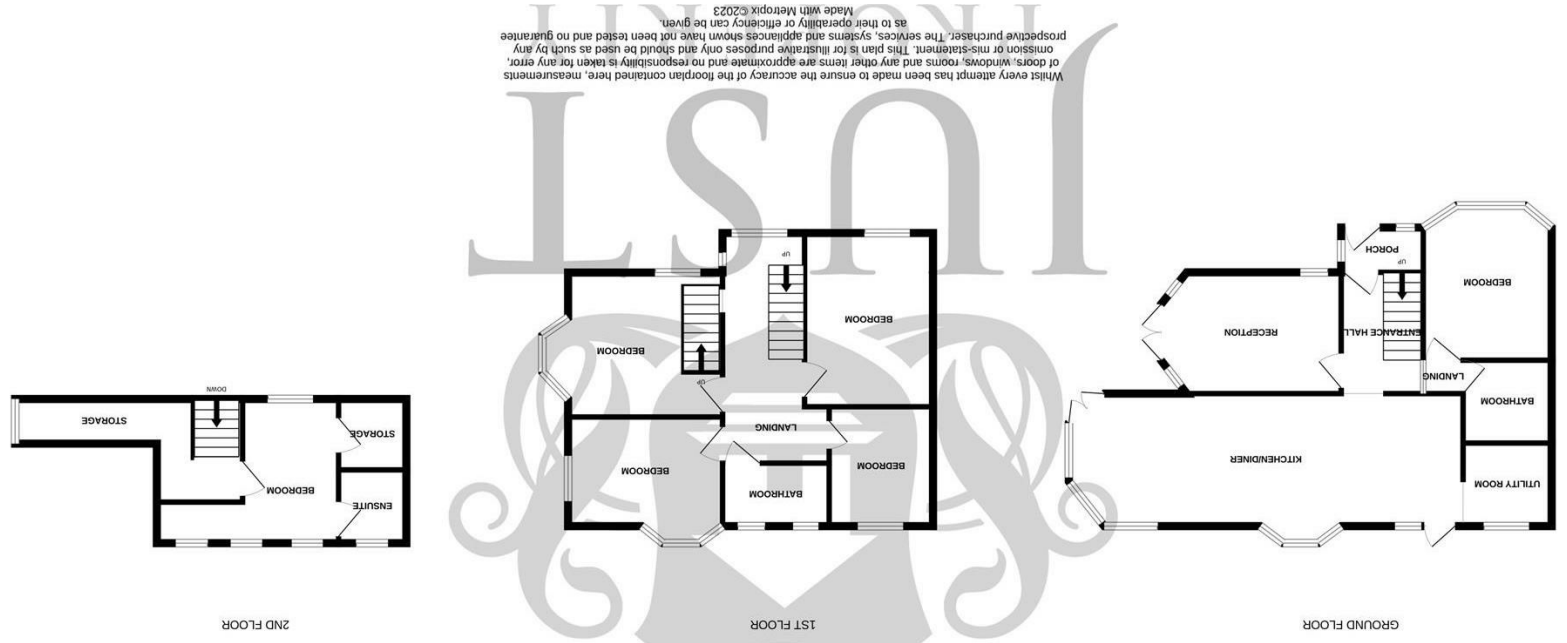 GROUND FLOOR
UTILITY ROOM
KITCHENDINER
BATHROOM
LANDING
ENTRANCE HALL
RECEPTION
BEDROOM
UP
PORCH
1ST FLOOR
BATHROOM
BEDROOM
BEDROOM
LANDING
UP
BEDROOM
BEDROOM
UP
2ND FLOOR
ENSUITE
BEDROOM
STORAGE
STORAGE
DOWN
JUST
PROPERTY
Whilst every attempt has been made to ensure the accuracy of the floorplan contained here, measurements
of doors, windows, rooms and any other items are approximate and no responsibility is taken for any error,
omission or mis-statement. This plan is for illustrative purposes only and should be used as such by any
prospective purchaser. The services, systems and appliances shown have not been tested and no guarantee
as to their operability or efficiency can be given.
Made with Metropix ©2023